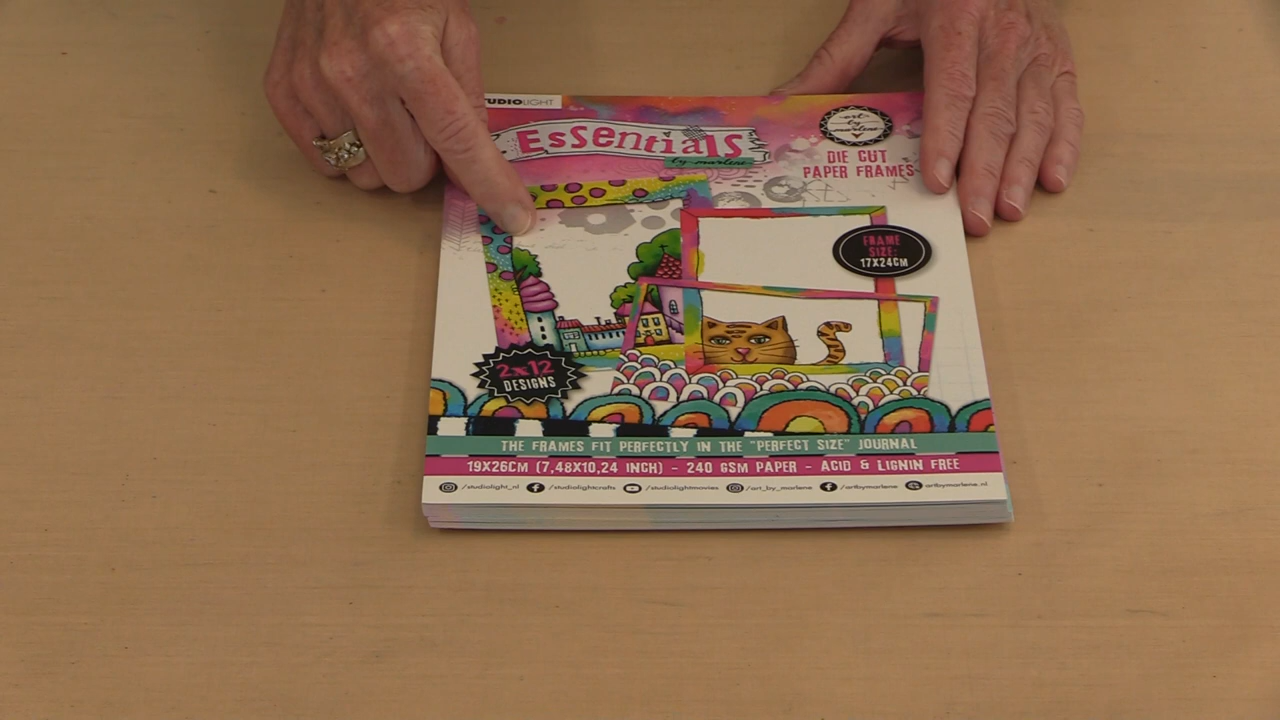 TUDIOLIGHT
Essentials
by marlene
art
by
marlene
DIE CUT
PAPER FRAMES
FRAME
SIZE:
17X24CM
2x12
DESIGNS
THE FRAMES FIT PERFECTLY IN THE "PERFECT SIZE" JOURNAL
19X26CM (7,48X10,24 INCH) - 240 GSM PAPER - ACID & LIGNIN FREE
/studiolight_nl /studiolightcrafts /studiolightmovies /art_by_marlene /artbymarlene artbymarlene.nl